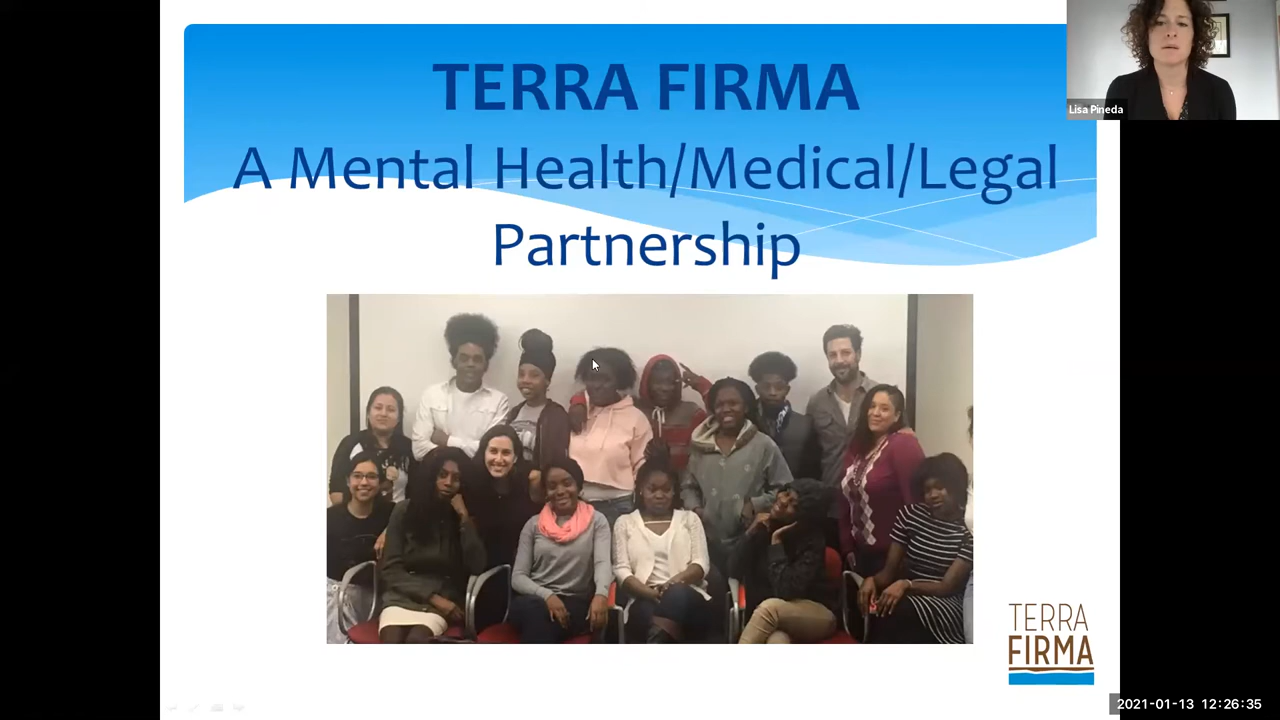 TERRA FIRMA
A Mental Health/Medical/Legal
Partnership
Lisa Pineda
TERRA
FIRMA
2021-01-13 12:26:35